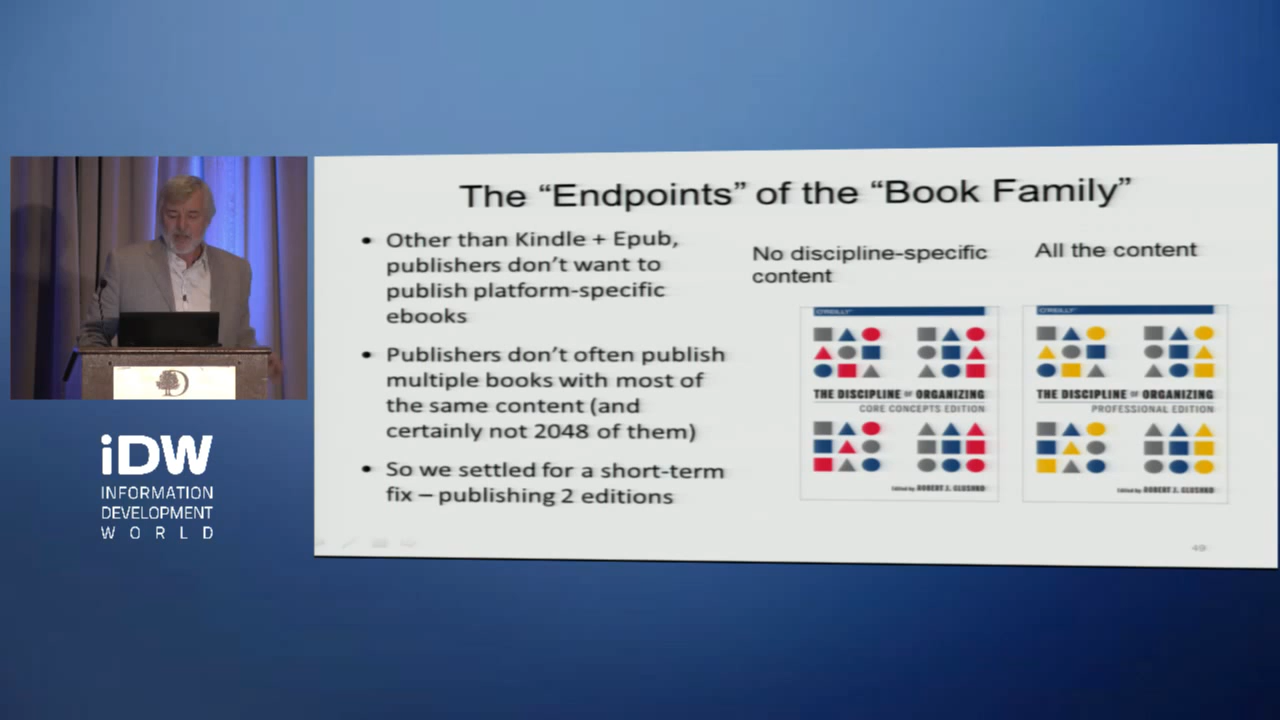 The “Endpoints” of the “Book Family”
• Other than Kindle + Epub,
publishers don’t want to
publish platform-specific
ebooks
• Publishers don’t often publish
multiple books with most of
the same content (and
certainly not 2048 of them)
• So we settled for a short-term
fix – publishing 2 editions
No discipline-specific
content
All the content
O'REILLY
THE DISCIPLINE OF ORGANIZING
CORE CONCEPTS EDITION
Edited by ROBERT J. GLUSHKO
O'REILLY
THE DISCIPLINE OF ORGANIZING
PROFESSIONAL EDITION
Edited by ROBERT J. GLUSHKO
49
iDW
INFORMATION
DEVELOPMENT
WORLD